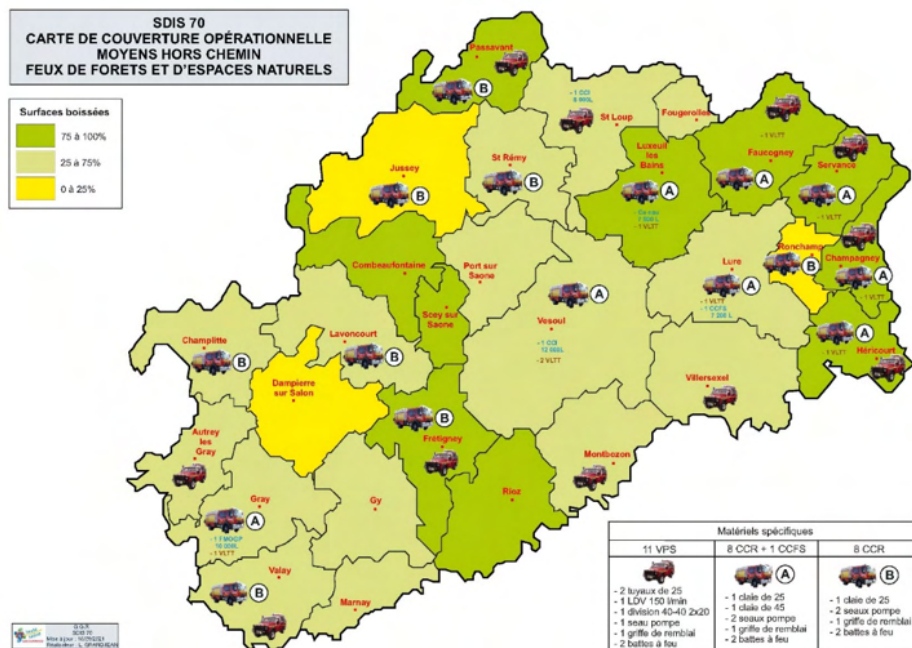 SDIS 70
CARTE DE COUVERTURE OPÉRATIONNELLE
MOYENS HORS CHEMIN
FEUX DE FORETS ET D'ESPACES NATURELS
Surfaces boissées
75 à 100%
25 à 75%
0 à 25%
Passavant
B
- 1 CCI
St Loup
Fougerolles
- 1 VLTT
Jussey
B
St Rémy
B
Luxeuil
les
Bains
A
- 1 VLTT
Faucogney
A
Servance
A
- 1 VLTT
Combeaufontaine
Port sur
Saone
Scey sur
Saone
Vesoul
A
- 1 CCI
- 2 VLTT
Lure
A
- 1 VLTT
- 1 CCFS
Ronchamp
B
Champagney
A
- 1 VLTT
Champlitte
B
Lavoncourt
B
A
- 1 VLTT
Héricourt
Dampierre
sur Salon
Villersexel
B
Frétigney
Autrey
les
Gray
Montbozon
Gray
A
- 1 VLTT
Gy
Rioz
Valay
B
Marnay
Matériels spécifiques
11 VPS
- 2 tuyaux de 25
- 1 LDV 150 l/min
- 1 division 40-40 2x20
- 1 seau pompe
- 1 griffe de remblai
- 2 battes à feu
8 CCR + 1 CCFS
A
- 1 claie de 25
- 1 claie de 45
- 2 seaux pompe
- 1 griffe de remblai
- 2 battes à feu
8 CCR
B
- 1 claie de 25
- 2 seaux pompe
- 1 griffe de remblai
- 2 battes à feu
SDIS 70